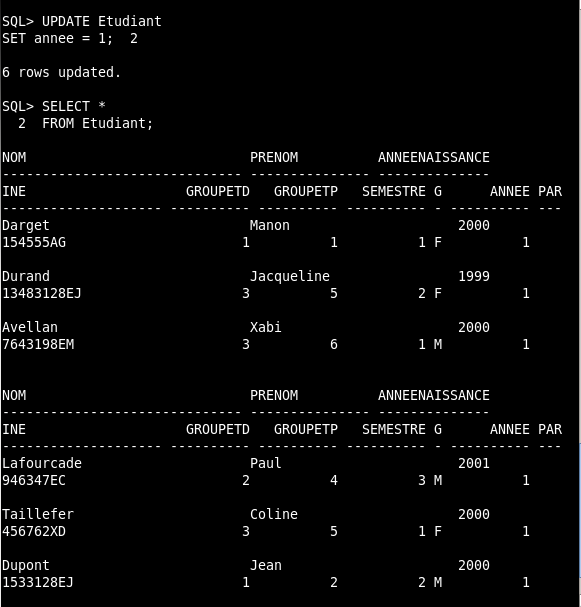 SQL> UPDATE Etudiant
SET annee = 1;  2
6 rows updated.
SQL> SELECT *
  2  FROM Etudiant;
NOM                            PRENOM          ANNEENAISSANCE
------------------------------ --------------- --------------
INE                    GROUPETD   GROUPETP   SEMESTRE G      ANNEE PAR
-------------------- ---------- ---------- ---------- - ---------- ---
Darget                         Manon                     2000
154555AG                      1          1          1 F          1
Durand                         Jacqueline                1999
13483128EJ                    3          5          2 F          1
Avellan                        Xabi                      2000
7643198EM                     3          6          1 M          1
NOM                            PRENOM          ANNEENAISSANCE
------------------------------ --------------- --------------
INE                    GROUPETD   GROUPETP   SEMESTRE G      ANNEE PAR
-------------------- ---------- ---------- ---------- - ---------- ---
Lafourcade                     Paul                      2001
946347EC                      2          4          3 M          1
Taillefer                      Coline                    2000
456762XD                      3          5          1 F          1
Dupont                         Jean                      2000
1533128EJ                     1          2          2 M          1